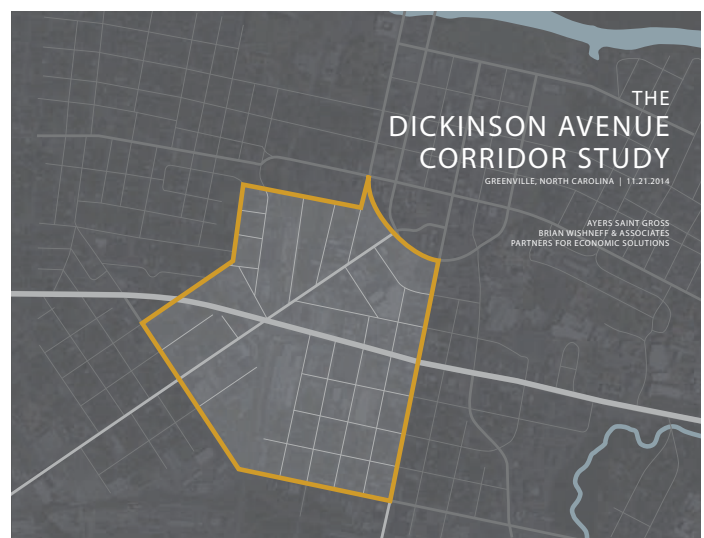 THE
DICKINSON AVENUE
CORRIDOR STUDY
GREENVILLE, NORTH CAROLINA | 11.21.2014
AYERS SAINT GROSS
BRIAN WISHNEFF & ASSOCIATES
PARTNERS FOR ECONOMIC SOLUTIONS